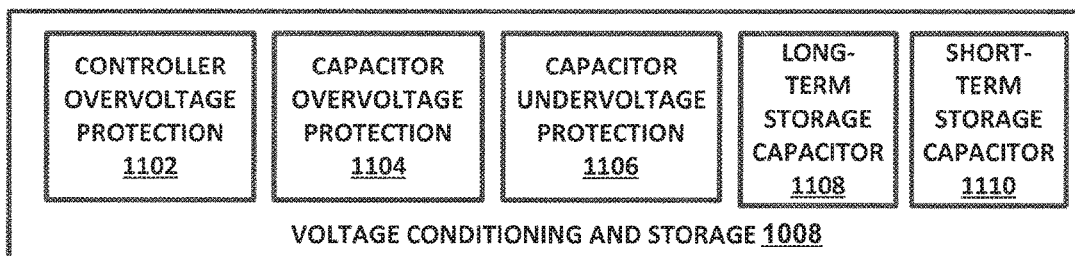 CONTROLLER
OVERVOLTAGE
PROTECTION
1102
CAPACITOR
OVERVOLTAGE
PROTECTION
1104
CAPACITOR
UNDERVOLTAGE
PROTECTION
1106
LONG-
TERM
STORAGE
CAPACITOR
1108
SHORT-
TERM
STORAGE
CAPACITOR
1110
VOLTAGE CONDITIONING AND STORAGE 1008